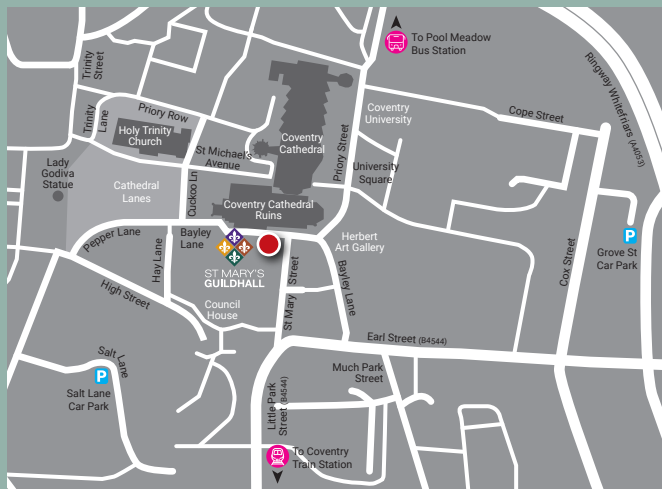 To Pool Meadow
Bus Station
Trinity
Street
Ringway Whitefriars (A4053)
Trinity
Lane
Priory Row
Holy Trinity
Church
Coventry
University
Cope Street
Coventry
Cathedral
Priory Street
St Michael's
Avenue
Lady
Godiva
Statue
University
Square
Cathedral
Lanes
Cuckoo Ln
Coventry Cathedral
Ruins
Pepper Lane
Bayley
Lane
Herbert
Art Gallery
Hay Lane
Cox Street
P
Grove St
Car Park
ST MARY'S
GUILDHALL
St Mary Street
Bayley Lane
High Street
Council
House
Earl Street (B4544)
Salt Lane
P
Salt Lane
Car Park
Much Park
Street
Little Park
Street (B4544)
To Coventry
Train Station